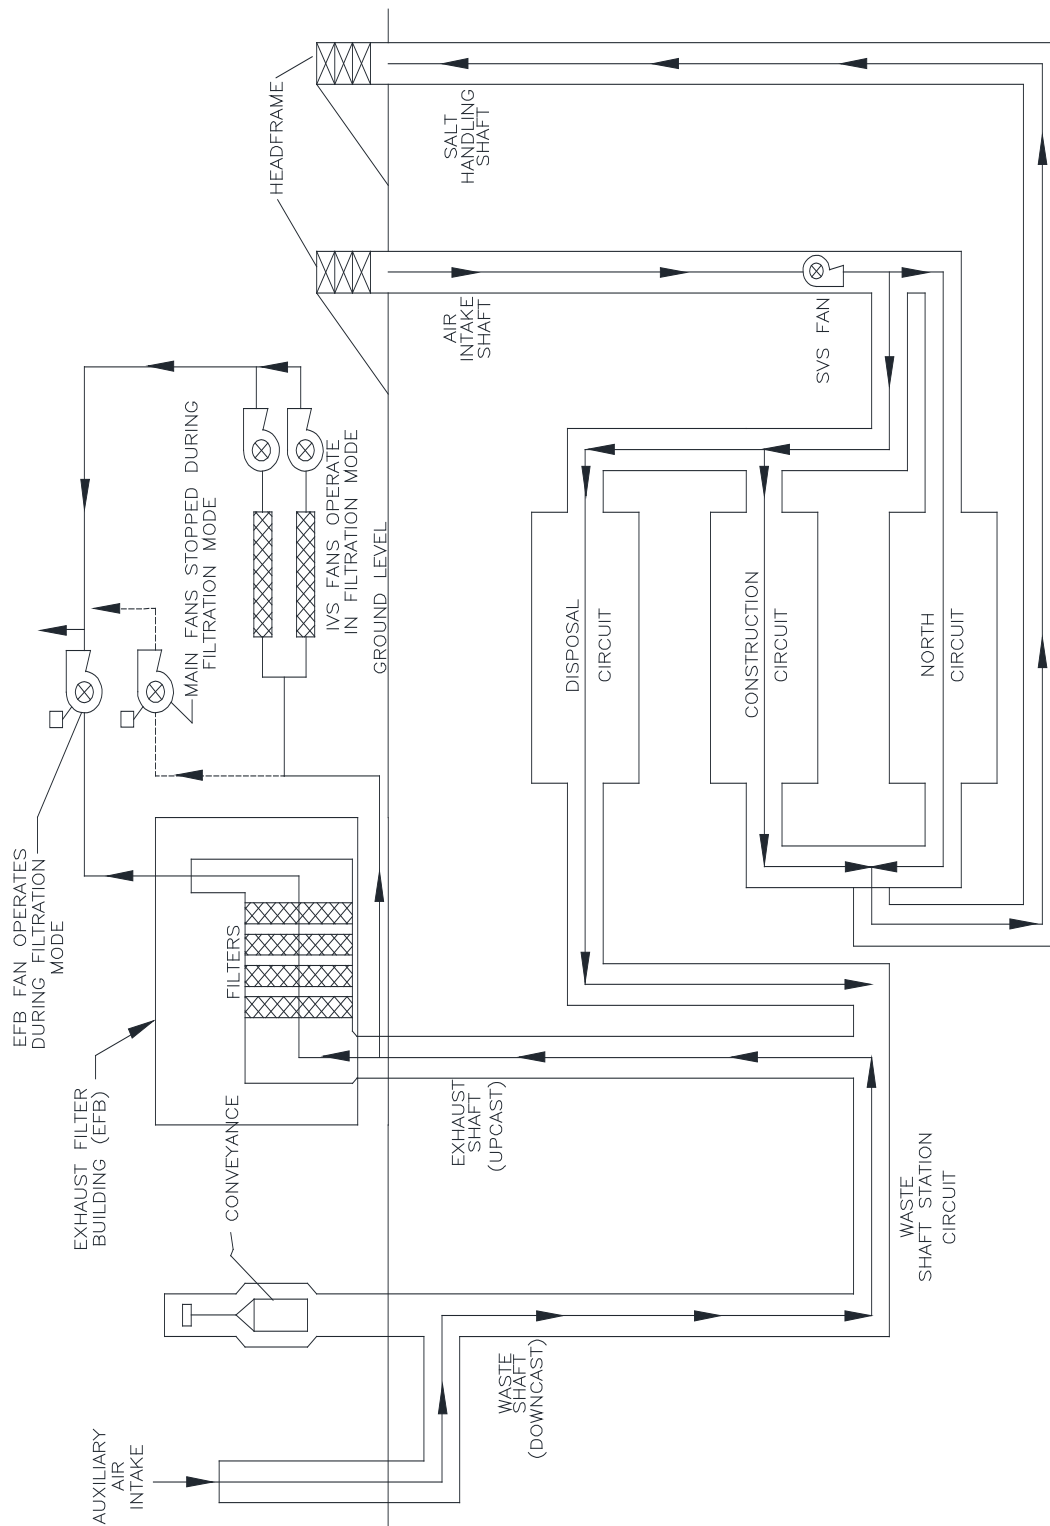 AUXILIARY
AIR
INTAKE
EXHAUST FILTER
BUILDING (EFB)
CONVEYANCE
EFB FAN OPERATES
DURING FILTRATION
MODE
FILTERS
MAIN FANS STOPPED DURING
FILTRATION MODE
IVS FANS OPERATE
IN FILTRATION MODE
HEADFRAME
GROUND LEVEL
WASTE
SHAFT
(DOWNCAST)
EXHAUST
SHAFT
(UPCAST)
AIR
INTAKE
SHAFT
SALT
HANDLING
SHAFT
DISPOSAL
CIRCUIT
CONSTRUCTION
CIRCUIT
SVS FAN
NORTH
CIRCUIT
WASTE
SHAFT STATION
CIRCUIT